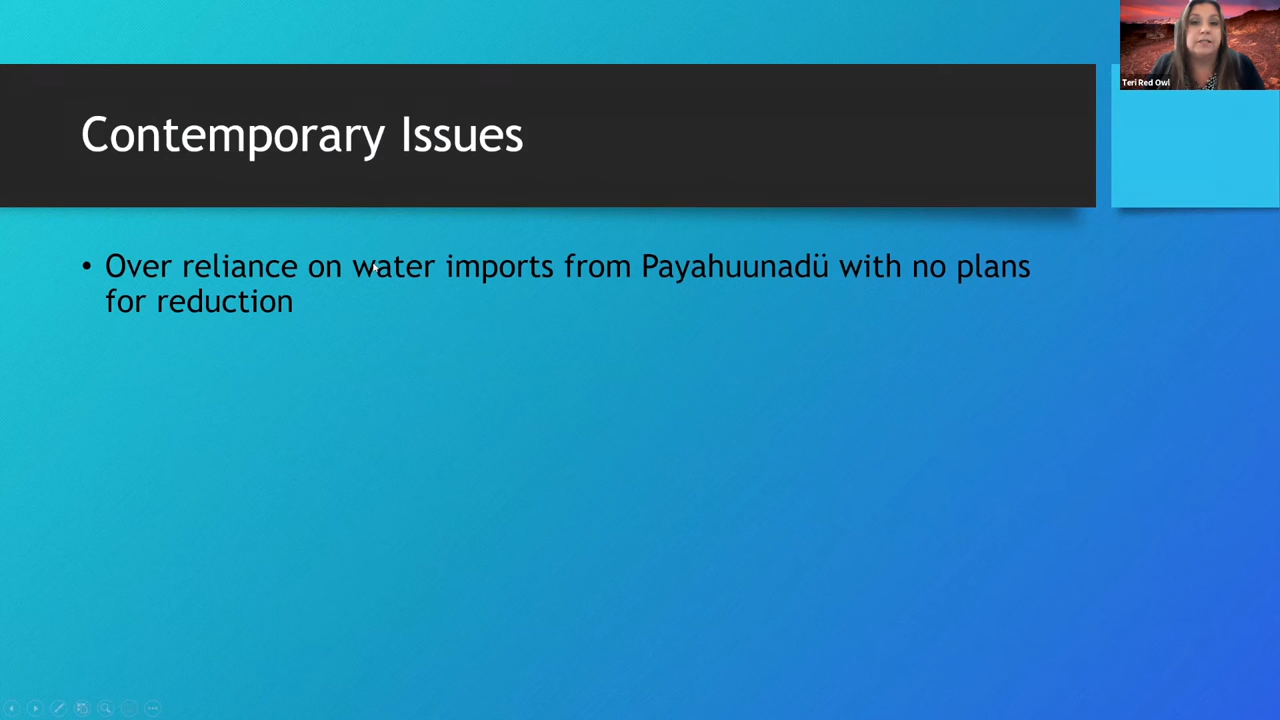 Teri Red Owl
Contemporary Issues
• Over reliance on water imports from Payahuunadü with no plans
for reduction